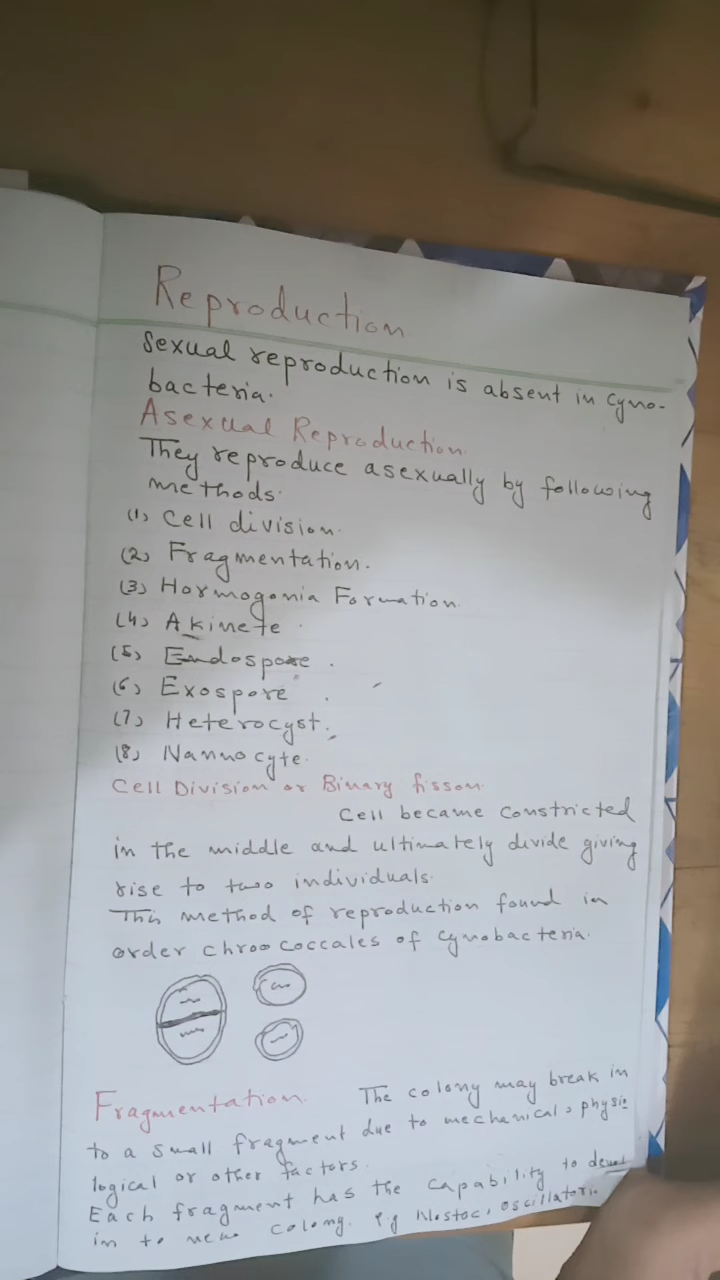 Reproduction
Sexual reproduction is absent in Cyno-
bacteria.
Asexual Reproduction.
They reproduce asexually by following
methods.
(1) Cell division.
(2) Fragmentation.
(3) Hormogonia Formation.
(4) Akinete.
(5) Endospore.
(6) Exospore.
(7) Heterocyst.
(8) Nannocyte.
Cell Division or Binary fisson
Cell became constricted
in the middle and ultimately divide giving
rise to two individuals.
This method of reproduction found in
order chroococcales of cynobacteria.
Fragmentation. The colony may break in
to a small fragment due to mechanical, physio
logical or other factors.
Each fragment has the capability to
in to new colong. e.g Nostoc, oscillatori